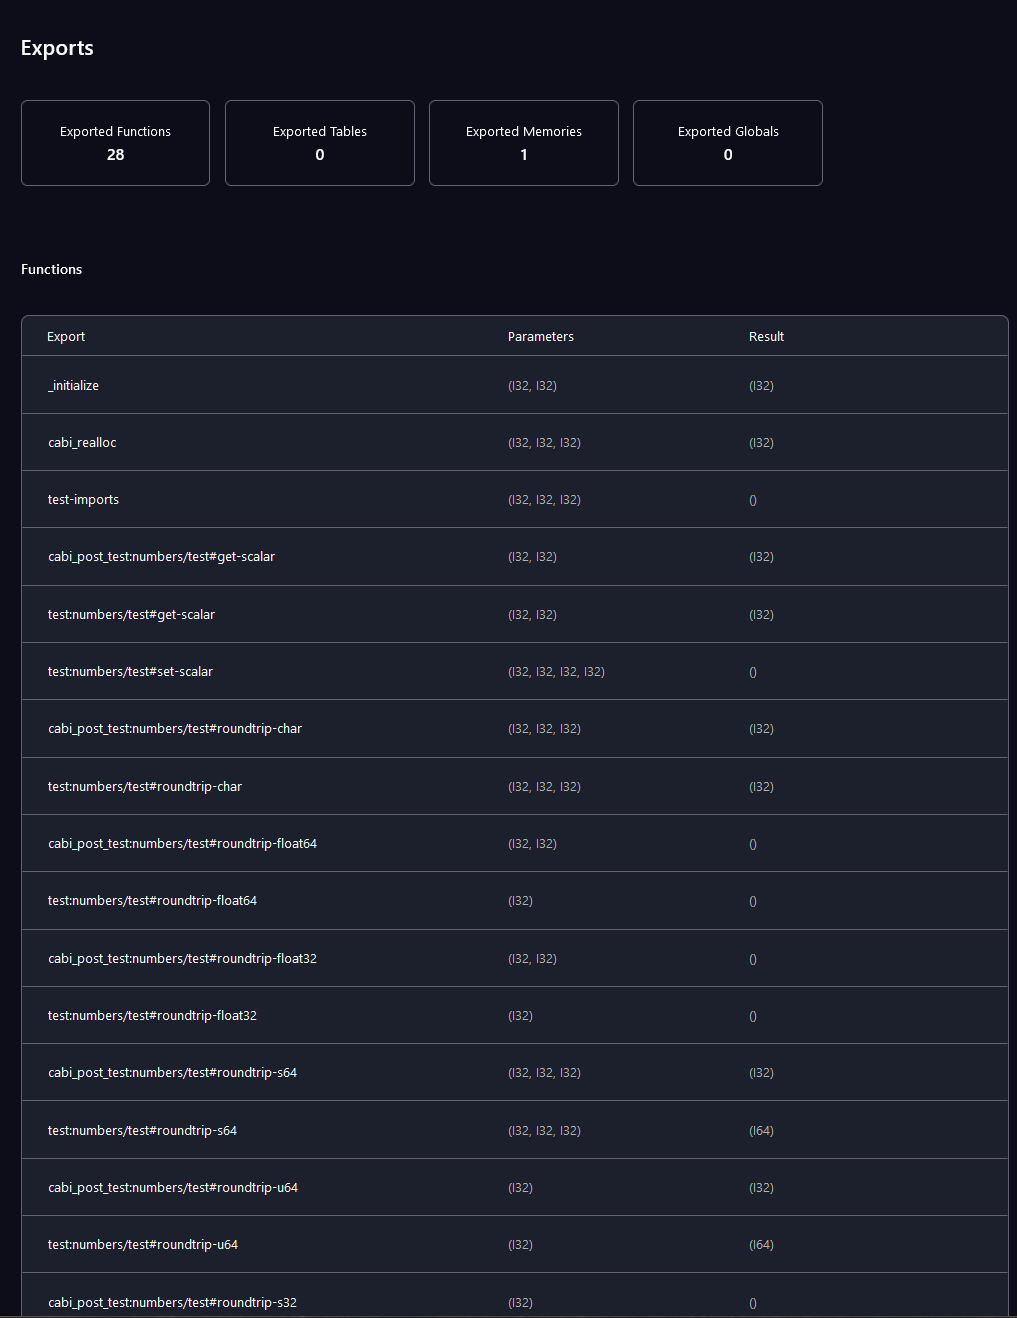 Exports
Exported Functions
28
Exported Tables
0
Exported Memories
1
Exported Globals
0
Functions
Export Parameters Result
_initialize (I32, I32) (I32)
cabi_realloc (I32, I32, I32) (I32)
test-imports (I32, I32, I32) ()
cabi_post_test:numbers/test#get-scalar (I32, I32) (I32)
test:numbers/test#get-scalar (I32, I32) (I32)
test:numbers/test#set-scalar (I32, I32, I32, I32) ()
cabi_post_test:numbers/test#roundtrip-char (I32, I32, I32) (I32)
test:numbers/test#roundtrip-char (I32, I32, I32) (I32)
cabi_post_test:numbers/test#roundtrip-float64 (I32, I32) ()
test:numbers/test#roundtrip-float64 (I32) ()
cabi_post_test:numbers/test#roundtrip-float32 (I32, I32) ()
test:numbers/test#roundtrip-float32 (I32) ()
cabi_post_test:numbers/test#roundtrip-s64 (I32, I32, I32) (I32)
test:numbers/test#roundtrip-s64 (I32, I32, I32) (I64)
cabi_post_test:numbers/test#roundtrip-u64 (I32) (I32)
test:numbers/test#roundtrip-u64 (I32) (I64)
cabi_post_test:numbers/test#roundtrip-s32 (I32) ()